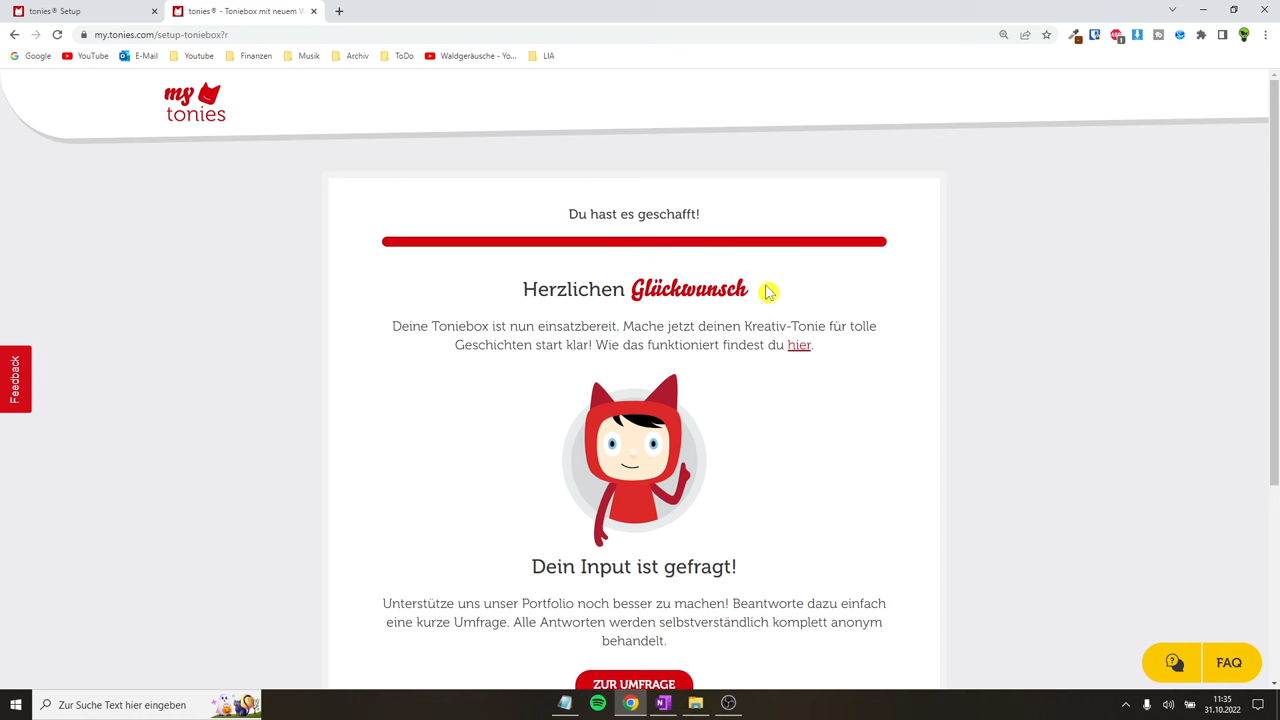 tonies® Setup
tonies® - Toniebox mit neuem W
my.tonies.com/setup-toniebox?r
Google
YouTube
E-Mail
Youtube
Finanzen
Musik
Archiv
ToDo
Waldgeräusche - Yo...
LIA
my
tonies
Du hast es geschafft!
Herzlichen Glückwunsch
Deine Toniebox ist nun einsatzbereit. Mache jetzt deinen Kreativ-Tonie für tolle
Geschichten start klar! Wie das funktioniert findest du hier.
Feedback
Dein Input ist gefragt!
Unterstütze uns unser Portfolio noch besser zu machen! Beantworte dazu einfach
eine kurze Umfrage. Alle Antworten werden selbstverständlich komplett anonym
behandelt.
ZUR UMFRAGE
FAQ
Zur Suche Text hier eingeben
11:35
31.10.2022